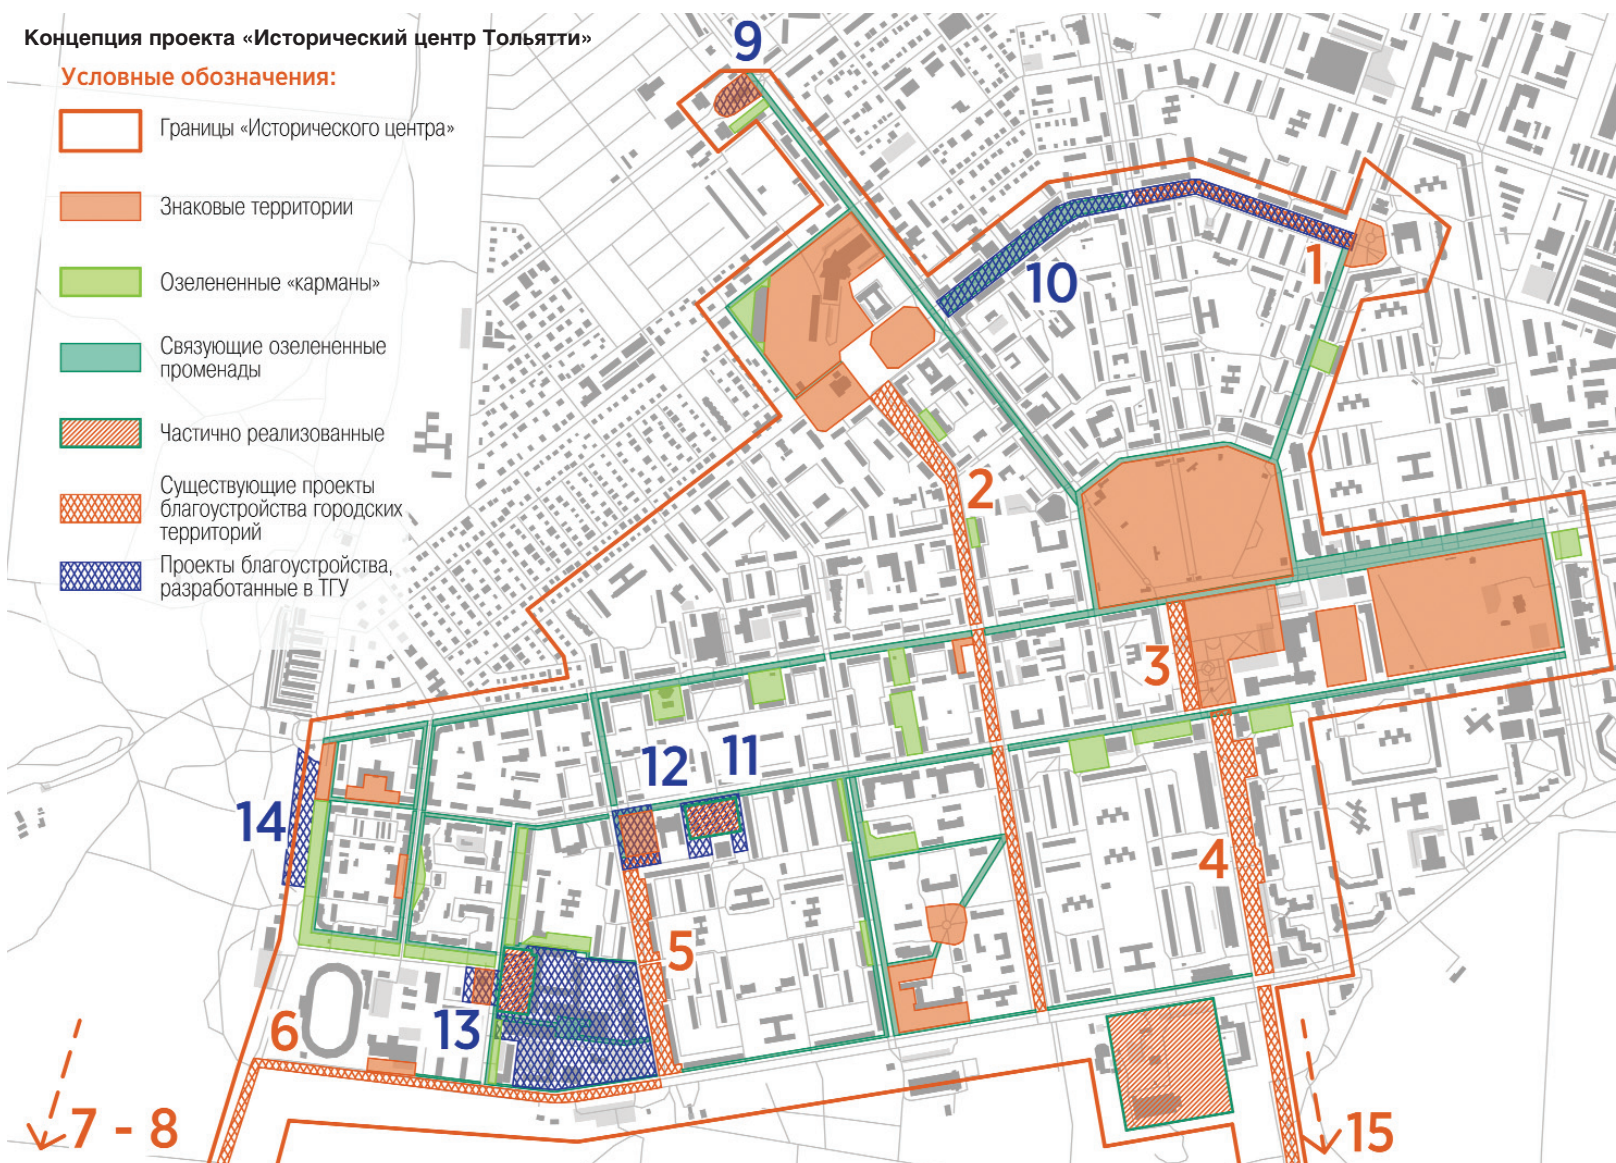 Концепция проекта «Исторический центр Тольятти»
Условные обозначения:
Границы «Исторического центра»
Знаковые территории
Озелененные «карманы»
Связующие озелененные
променады
Частично реализованные
Существующие проекты
благоустройства городских
территорий
Проекты благоустройства,
разработанные в ТГУ
9
1
10
2
3
12
11
14
4
5
6
13
7 - 8
15